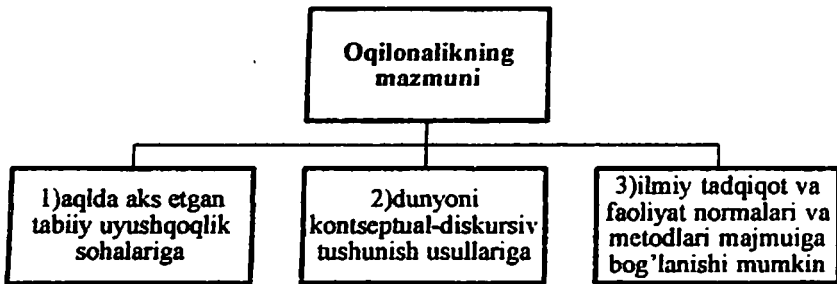 Oqilonalikning
mazmuni
1)aqlda aks etgan
tabiiy uyushqoqlik
sohalariga
2)dunyoni
kontseptual-diskursiv
tushunish usullariga
3)ilmiy tadqiqot va
faoliyat normalari va
metodlari majmuiga
bog'lanishi mumkin